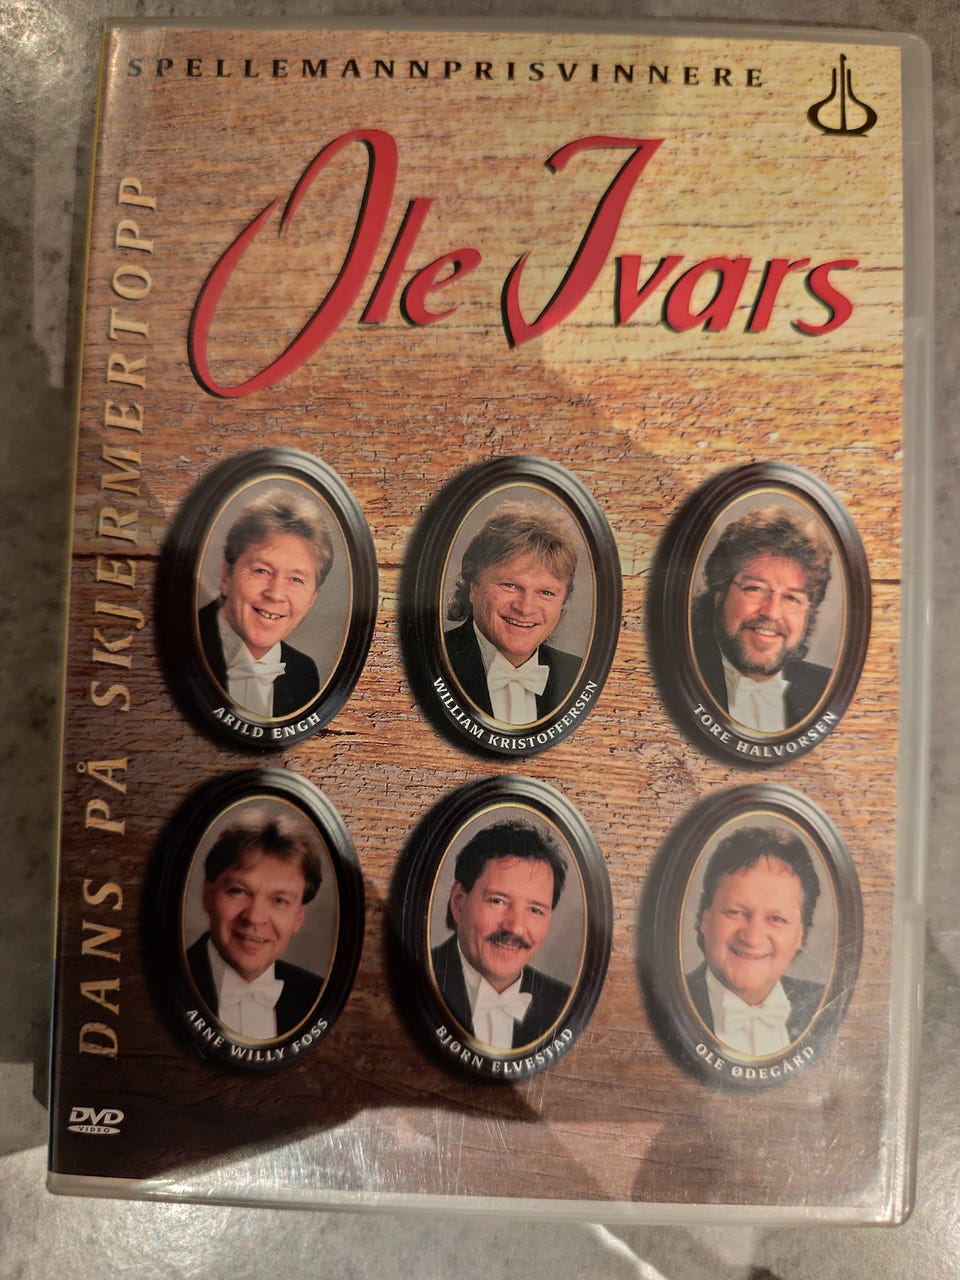 SPELLEMANNPRISVINNERE
Ole Ivars
DANS PÅ SKJERMERTOPP
ARILD ENGH
WILLIAM KRISTOFFERSEN
TORE HALVORSEN
ARNE WILLY FOSS
BJØRN ELVESTAD
OLE ØDEGÅRD
DVD
VIDEO